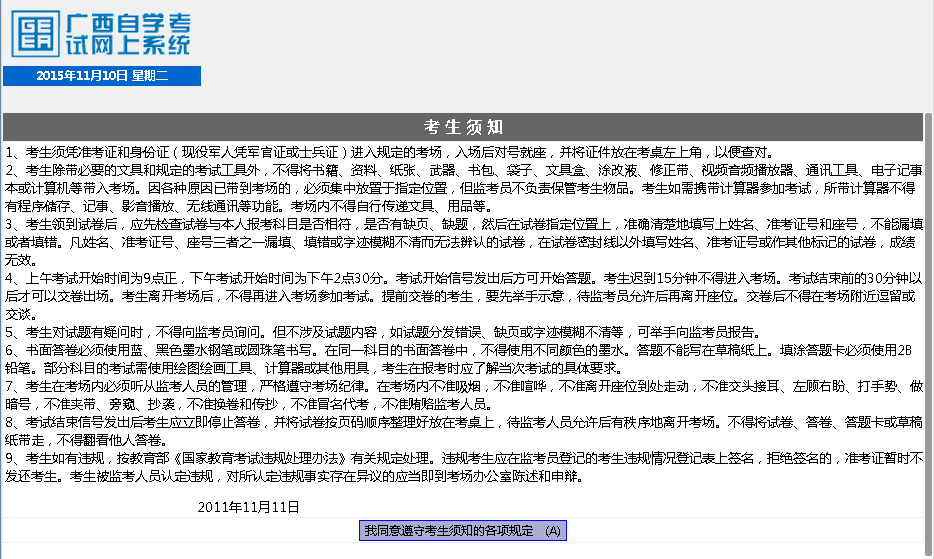 广西自学考
试网上系统
2015年11月10日 星期二
考生须知
1、考生须凭准考证和身份证（现役军人凭军官证或士兵证）进入规定的考场，入场后对号就座，并将证件放在考桌左上角，以便查对。
2、考生除带必要的文具和规定的考试工具外，不得将书籍、资料、纸张、武器、书包、袋子、文具盒、涂改液、修正带、视频音频播放器、通讯工具、电子记事
本或计算机等带入考场。因各种原因已带到考场的，必须集中放置于指定位置，但监考员不负责保管考生物品。考生如需携带计算器参加考试，所带计算器不得
有程序储存、记事、影音播放、无线通讯等功能。考场内不得自行传递文具、用品等。
3、考生领到试卷后，应先检查试卷与本人报考科目是否相符，是否有缺页、缺题，然后在试卷指定位置上，准确清楚地填写上姓名、准考证号和座号，不能漏填
或者填错。凡姓名、准考证号、座号三者之一漏填、填错或字迹模糊不清而无法辨认的试卷，在试卷密封线以外填写姓名、准考证号或作其他标记的试卷，成绩
无效。
4、上午考试开始时间为9点正，下午考试开始时间为下午2点30分。考试开始信号发出后方可开始答题。考生迟到15分钟不得进入考场。考试结束前的30分钟以
后才可以交卷出场。考生离开考场后，不得再进入考场参加考试。提前交卷的考生，要先举手示意，待监考员允许后再离开座位。交卷后不得在考场附近逗留或
交谈。
5、考生对试题有疑问时，不得向监考员询问。但不涉及试题内容，如试题分发错误、缺页或字迹模糊不清等，可举手向监考员报告。
6、书面答卷必须使用蓝、黑色墨水钢笔或圆珠笔书写。在同一科目的书面答卷中，不得使用不同颜色的墨水。答题不能写在草稿纸上。填涂答题卡必须使用2B
铅笔。部分科目的考试需使用绘图绘画工具、计算器或其他用具，考生在报考时应了解当次考试的具体要求。
7、考生在考场内必须听从监考人员的管理，严格遵守考场纪律。在考场内不准吸烟，不准喧哗，不准离开座位到处走动，不准交头接耳、左顾右盼、打手势、做
暗号，不准夹带、旁窥、抄袭，不准换卷和传抄，不准冒名代考，不准贿赂监考人员。
8、考试结束信号发出后考生应立即停止答卷，并将试卷按页码顺序整理好放在考桌上，待监考人员允许后有秩序地离开考场。不得将试卷、答卷、答题卡或草稿
纸带走，不得翻看他人答卷。
9、考生如有违规，按教育部《国家教育考试违规处理办法》有关规定处理。违规考生应在监考员登记的考生违规情况登记表上签名，拒绝签名的，准考证暂时不
发还考生。考生被监考人员认定违规，对所认定违规事实存在异议的应当即到考场办公室陈述和申辩。
2011年11月11日
我同意遵守考生须知的各项规定 (A)